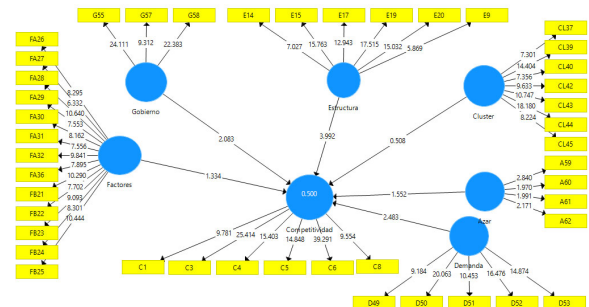 G55
G57
G58
E14
E15
E17
E19
E20
E9
24.111
9.312
22.383
7.027
15.763
12.943
17.515
15.032
5.869
Gobierno
Estructura
Cluster
CL37
CL39
CL40
CL42
CL43
CL44
CL45
7.301
14.404
7.356
9.633
10.747
18.180
8.224
FA26
FA27
FA28
FA29
FA30
FA31
FA32
FA36
FB21
FB22
FB23
FB24
FB25
8.295
6.332
10.640
7.553
8.162
7.556
9.841
7.895
10.290
7.702
9.093
8.301
10.444
Factores
2.083
3.992
0.508
1.334
1.552
2.483
0.500
Competitividad
Azar
A59
A60
A61
A62
2.840
1.970
1.991
2.171
Demanda
9.781
25.414
15.403
14.848
39.291
9.554
C1
C3
C4
C5
C6
C8
9.184
20.063
10.453
16.476
14.874
D49
D50
D51
D52
D53